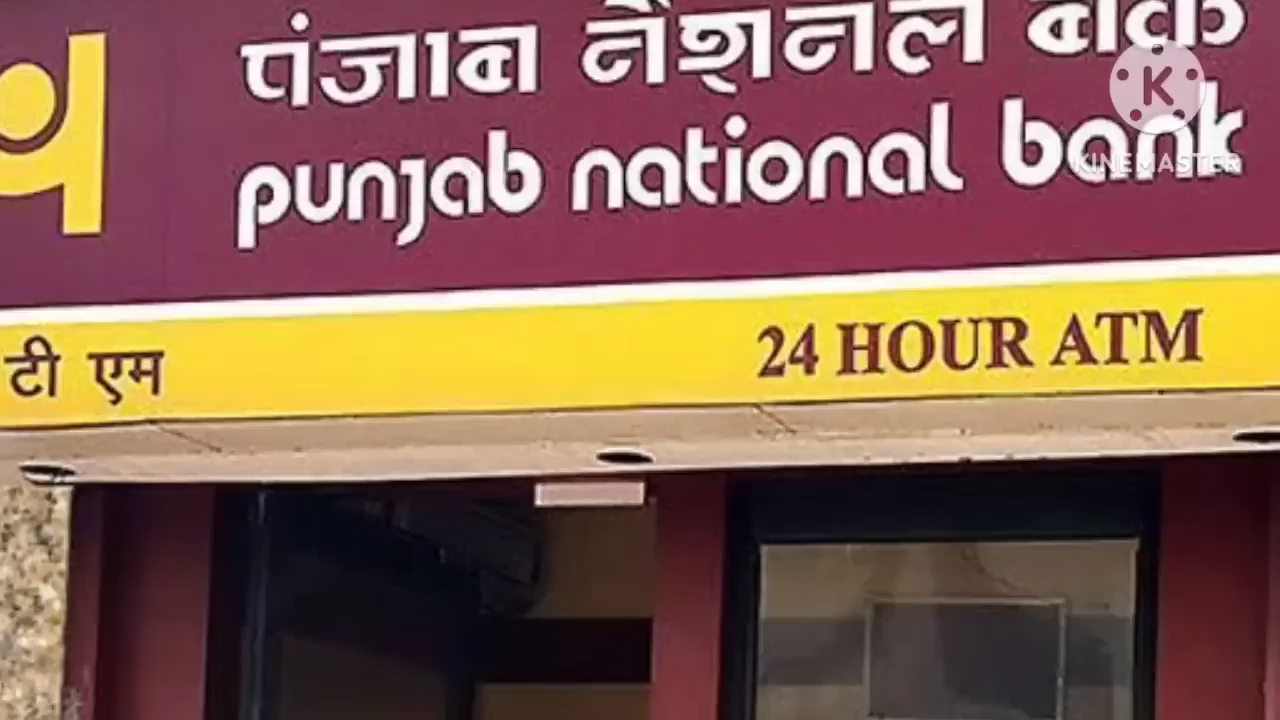 पंजाब नैशनल बैंक
punjab national bank
टी एम
24 HOUR ATM
K
KINEMASTER